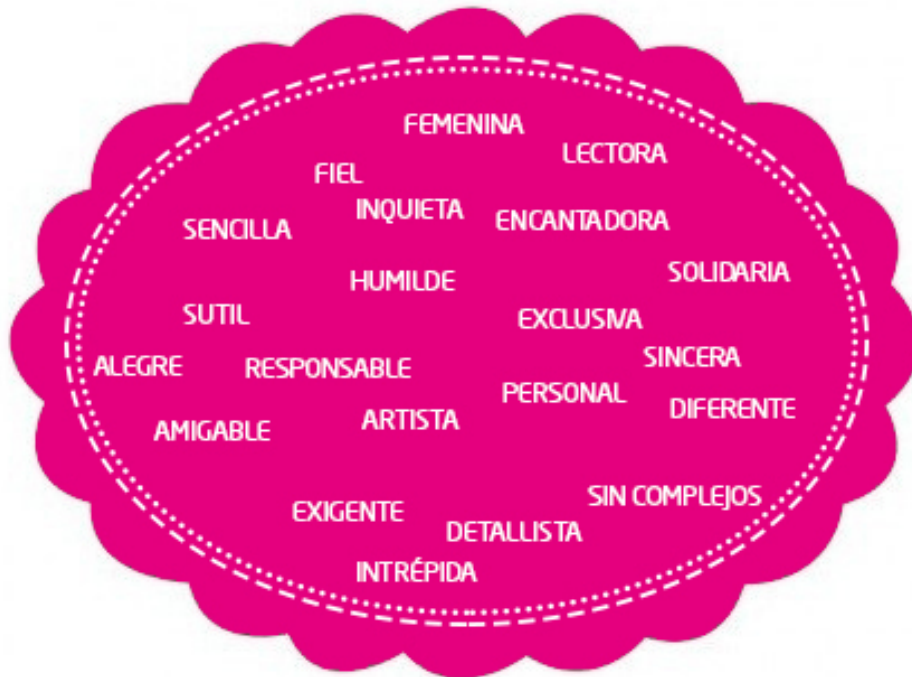 FEMENINA
LECTORA
FIEL
INQUIETA
ENCANTADORA
SENCILLA
HUMILDE
SOLIDARIA
SUTIL
EXCLUSIVA
SINCERA
ALEGRE
RESPONSABLE
PERSONAL
DIFERENTE
ARTISTA
AMIGABLE
SIN COMPLEJOS
EXIGENTE
DETALLISTA
INTRÉPIDA